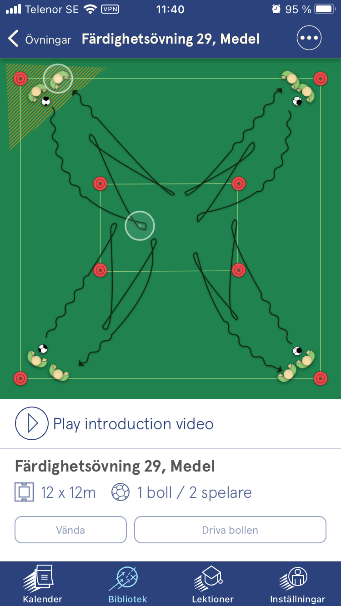 Telenor SE VPN 11:40 95 %
Övningar Färdighetsövning 29, Medel
Play introduction video
Färdighetsövning 29, Medel
12 x 12m 1 boll / 2 spelare
Vända Driva bollen
Kalender Bibliotek Lektioner Inställningar